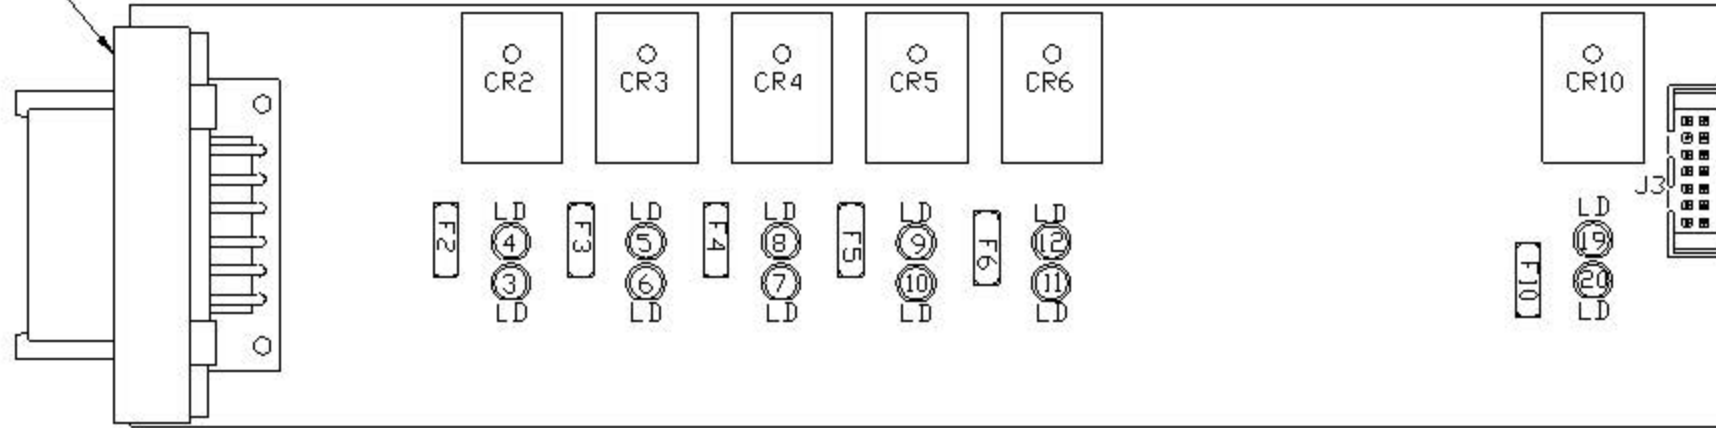 CR2 CR3 CR4 CR5 CR6 CR10
J3
LD LD LD LD LD LD
F2 4 F3 5 F4 8 F5 9 F6 12 F10 19
3 6 7 10 11 20
LD LD LD LD LD LD